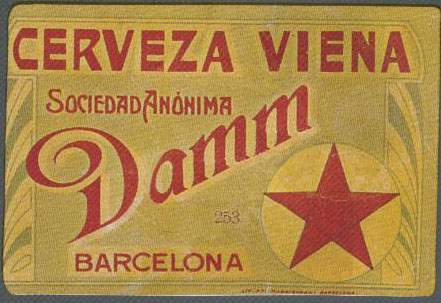 CERVEZA VIENA
SOCIEDAD ANÓNIMA
Damm
253
BARCELONA